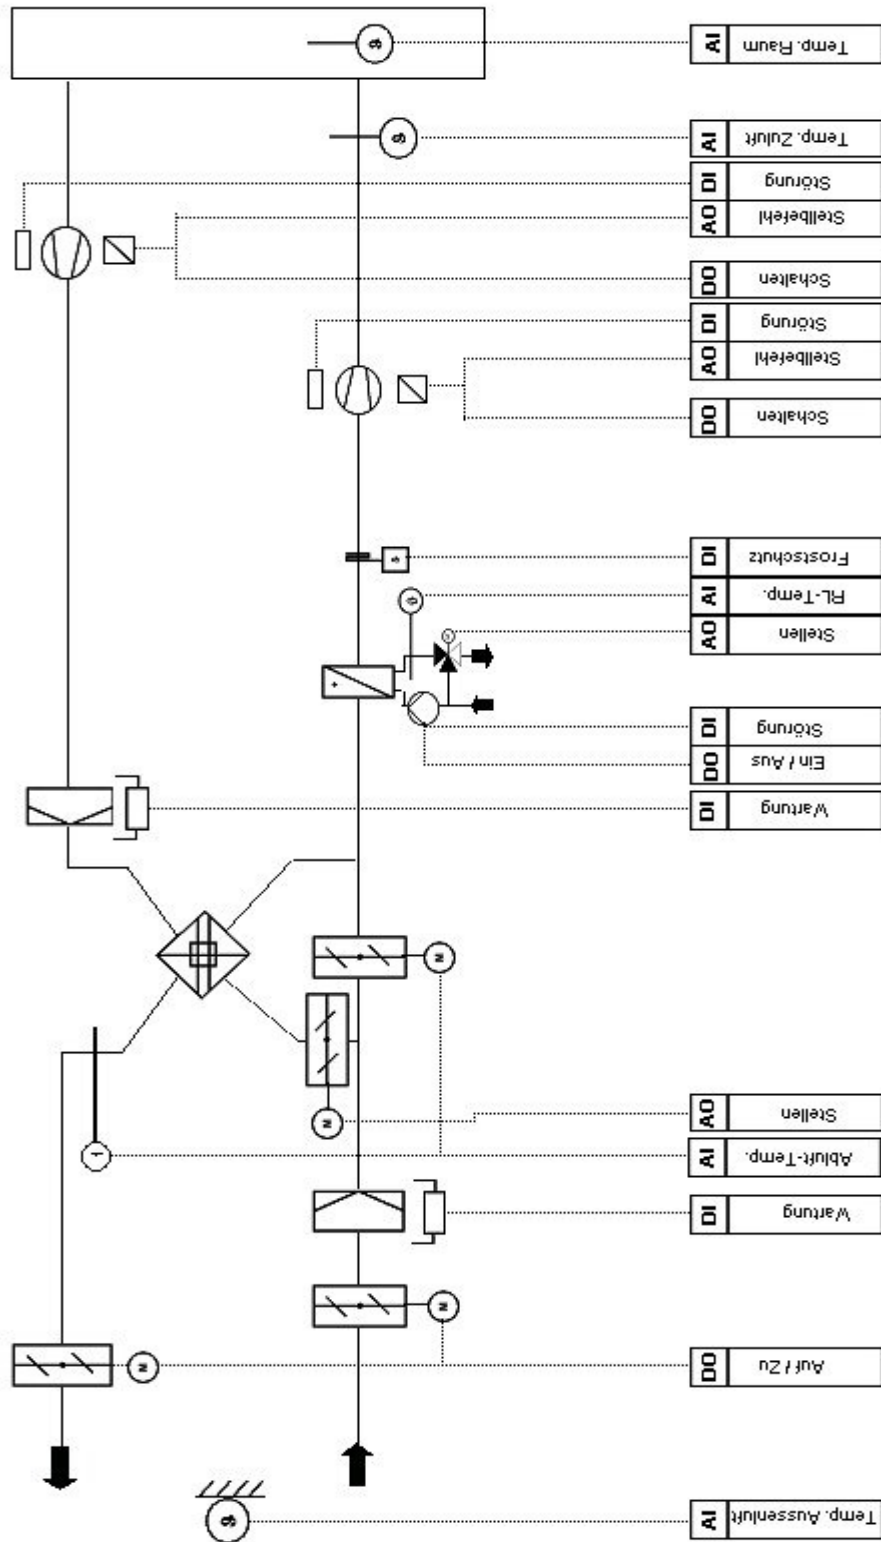 AI Temp. Raum
AI Temp. Zuluft
DI Störung
AO Stellbefehl
DO Schalten
DI Störung
AO Stellbefehl
DO Schalten
DI Frostschutz
AI RL-Temp.
AO Stellen
DI Störung
DO Ein / Aus
DI Wartung
AO Stellen
AI Abluft-Temp.
DI Wartung
DO Auf / Zu
AI Temp. Aussenluft
M
M
M
M
T
ϑ
ϑ
ϑ
+